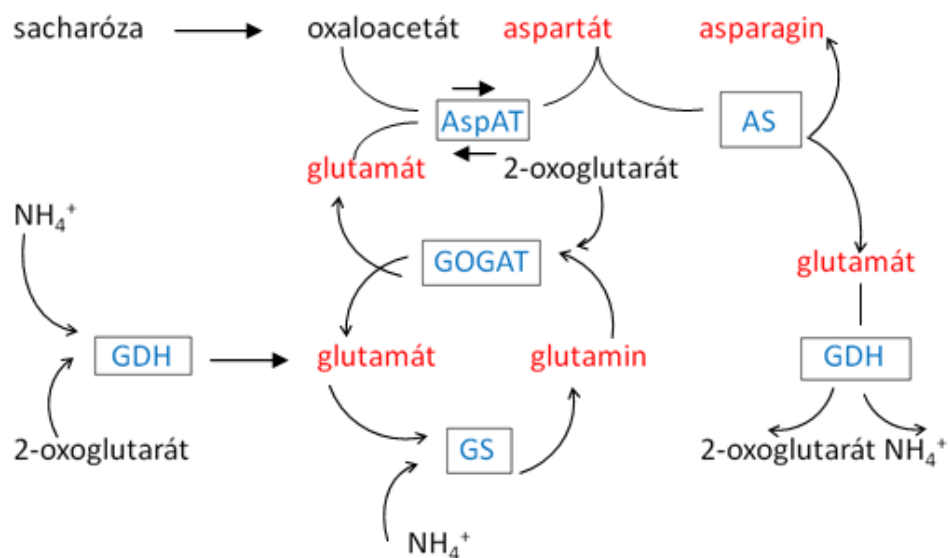 sacharóza
oxaloacetát
aspartát
asparagin
AspAT
AS
glutamát
2-oxoglutarát
NH₄⁺
GOGAT
glutamát
GDH
glutamát
glutamin
GDH
2-oxoglutarát
GS
2-oxoglutarát NH₄⁺
NH₄⁺